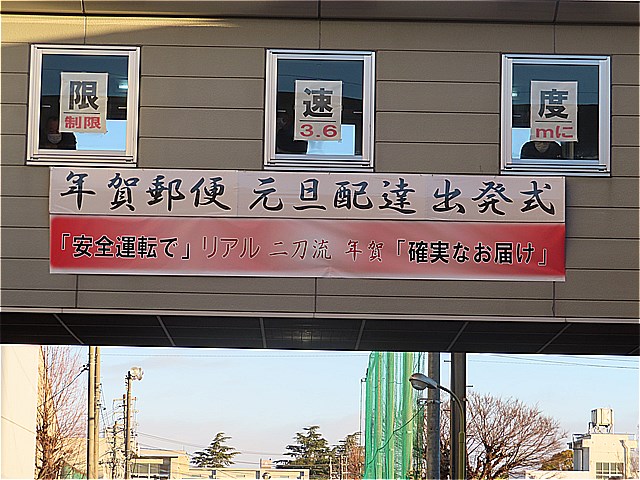 限
制限
速
3.6
度
mに
年賀郵便 元旦配達出発式
「安全運転で」リアル 二刀流 年賀「確実なお届け」